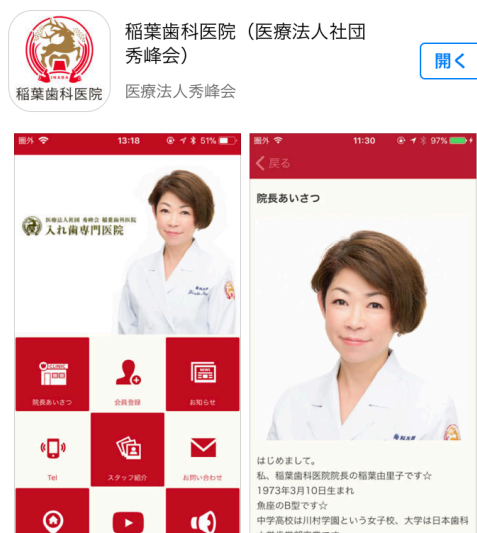 稲葉歯科医院（医療法人社団
秀峰会）
開く
医療法人秀峰会
INABA
稲葉歯科医院
圏外 13:18 51%
医療法人社団 秀峰会 稲葉歯科医院
入れ歯専門医院
CLINIC
院長あいさつ
会員登録
NEWS
お知らせ
Tel
スタッフ紹介
お問い合わせ
圏外 11:30 97%
戻る
院長あいさつ
はじめまして。
私、稲葉歯科医院院長の稲葉由里子です☆
1973年3月10日生まれ
魚座のB型です☆
中学高校は川村学園という女子校、大学は日本歯科